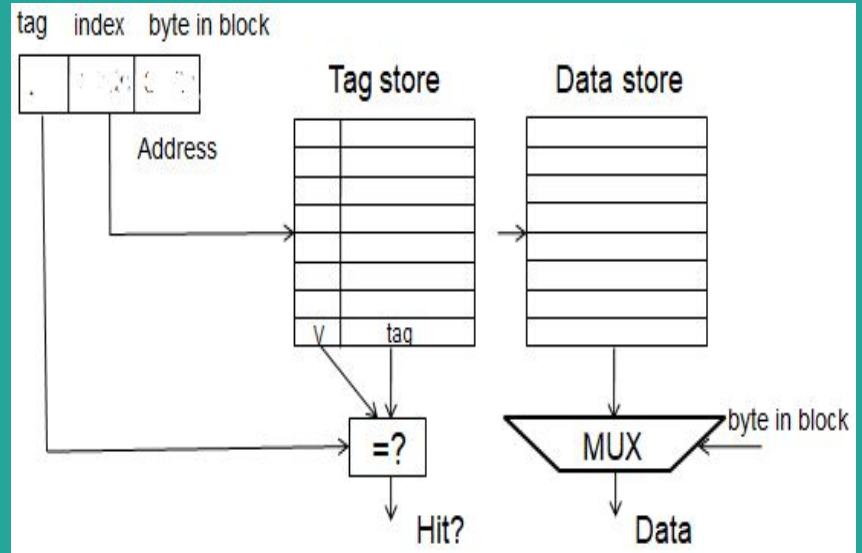 tag index byte in block
Tag store Data store
Address
V tag
=?
MUX
byte in block
Hit?
Data